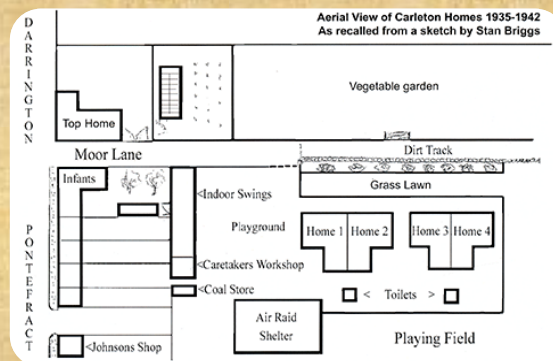 Aerial View of Carleton Homes 1935-1942
As recalled from a sketch by Stan Briggs
DARRINGTON
Vegetable garden
Top Home
Moor Lane
Dirt Track
Infants
Grass Lawn
<Indoor Swings
Playground
Home 1
Home 2
Home 3
Home 4
<Caretakers Workshop
<Coal Store
< Toilets >
Air Raid
Shelter
PONTEFRACT
<Johnsons Shop
Playing Field